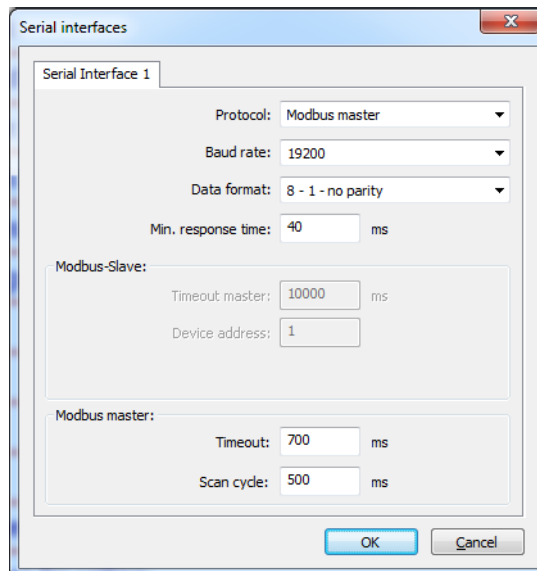 Serial interfaces
Serial Interface 1
Protocol: Modbus master
Baud rate: 19200
Data format: 8 - 1 - no parity
Min. response time: 40 ms
Modbus-Slave:
Timeout master: 10000 ms
Device address: 1
Modbus master:
Timeout: 700 ms
Scan cycle: 500 ms
OK Cancel